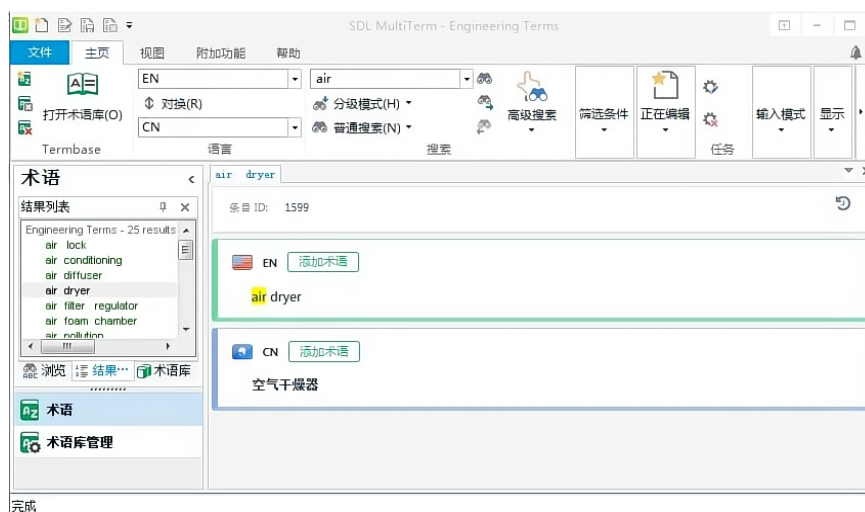 SDL MultiTerm - Engineering Terms
文件 主页 视图 附加功能 帮助
打开术语库(O)
Termbase
EN
对换(R)
CN
语言
air
分级模式(H)
普通搜索(N)
高级搜索
搜索
筛选条件
正在编辑
任务
输入模式
显示
术语
结果列表
Engineering Terms - 25 results
air lock
air conditioning
air diffuser
air dryer
air filter regulator
air foam chamber
air pollution
浏览 结果… 术语库
术语
术语库管理
air dryer
条目 ID: 1599
EN 添加术语
air dryer
CN 添加术语
空气干燥器
完成